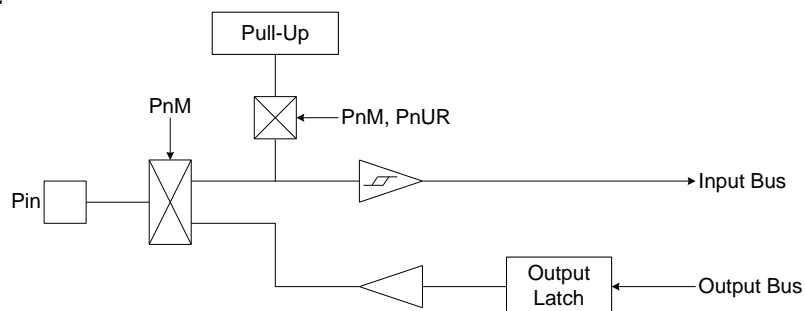 Pull-Up
PnM
PnM, PnUR
Pin
Input Bus
Output
Latch
Output Bus